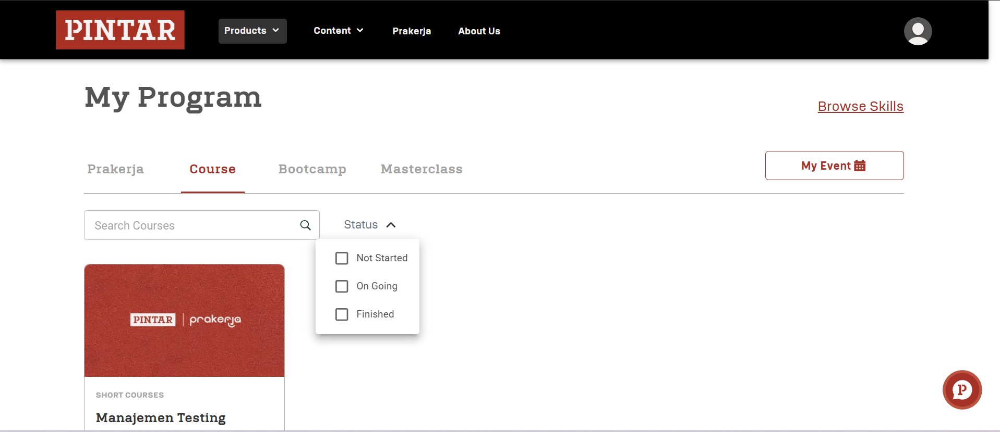 PINTAR
Products
Content
Prakerja
About Us
My Program
Browse Skills
Prakerja
Course
Bootcamp
Masterclass
My Event
Search Courses
Status
Not Started
On Going
Finished
PINTAR | prakerja
SHORT COURSES
Manajemen Testing
P